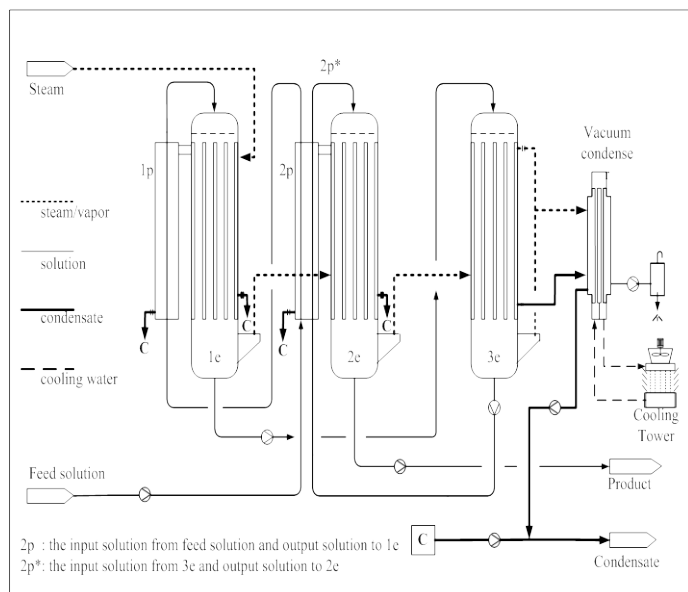 2p*
Steam
Vacuum
condense
1p
2p
steam/vapor
solution
condensate
C
C
C
C
1e
2e
3e
cooling water
Cooling
Tower
Feed solution
Product
2p : the input solution from feed solution and output solution to 1e
2p*: the input solution from 3e and output solution to 2e
C
Condensate